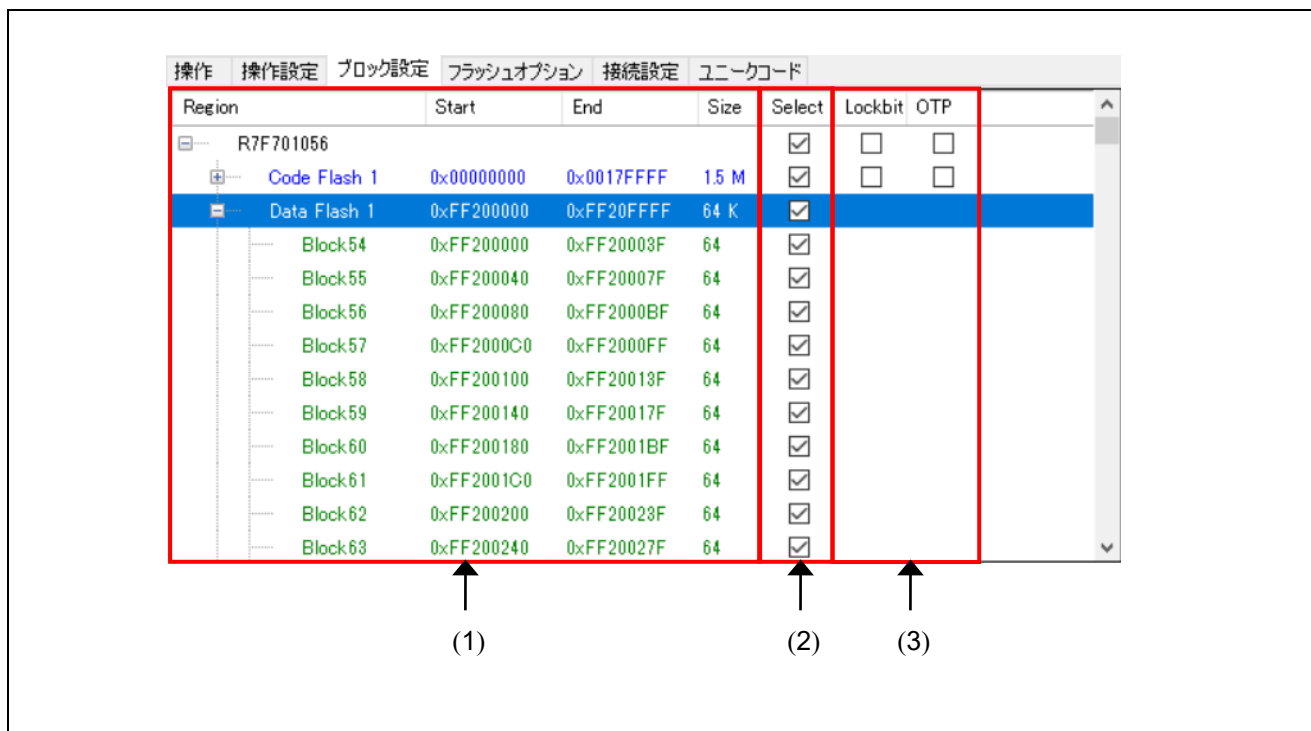 操作 操作設定 ブロック設定 フラッシュオプション 接続設定 ユニークコード
Region Start End Size Select Lockbit OTP
R7F701056
Code Flash 1 0x00000000 0x0017FFFF 1.5 M
Data Flash 1 0xFF200000 0xFF20FFFF 64 K
Block54 0xFF200000 0xFF20003F 64
Block55 0xFF200040 0xFF20007F 64
Block56 0xFF200080 0xFF2000BF 64
Block57 0xFF2000C0 0xFF2000FF 64
Block58 0xFF200100 0xFF20013F 64
Block59 0xFF200140 0xFF20017F 64
Block60 0xFF200180 0xFF2001BF 64
Block61 0xFF2001C0 0xFF2001FF 64
Block62 0xFF200200 0xFF20023F 64
Block63 0xFF200240 0xFF20027F 64
(1) (2) (3)